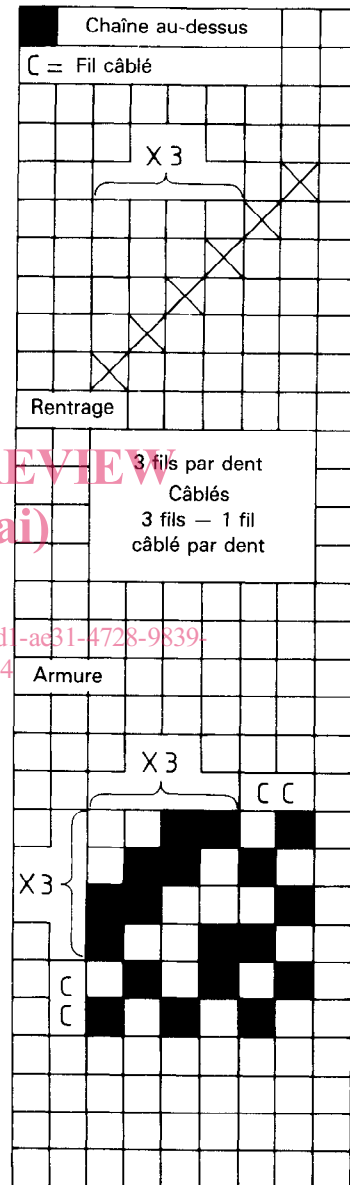 Chaîne au-dessus
C = Fil câblé
X 3
Rentrage
3 fils par dent
Câblés
3 fils — 1 fil
câblé par dent
Armure
X 3
C C
X 3
C
C